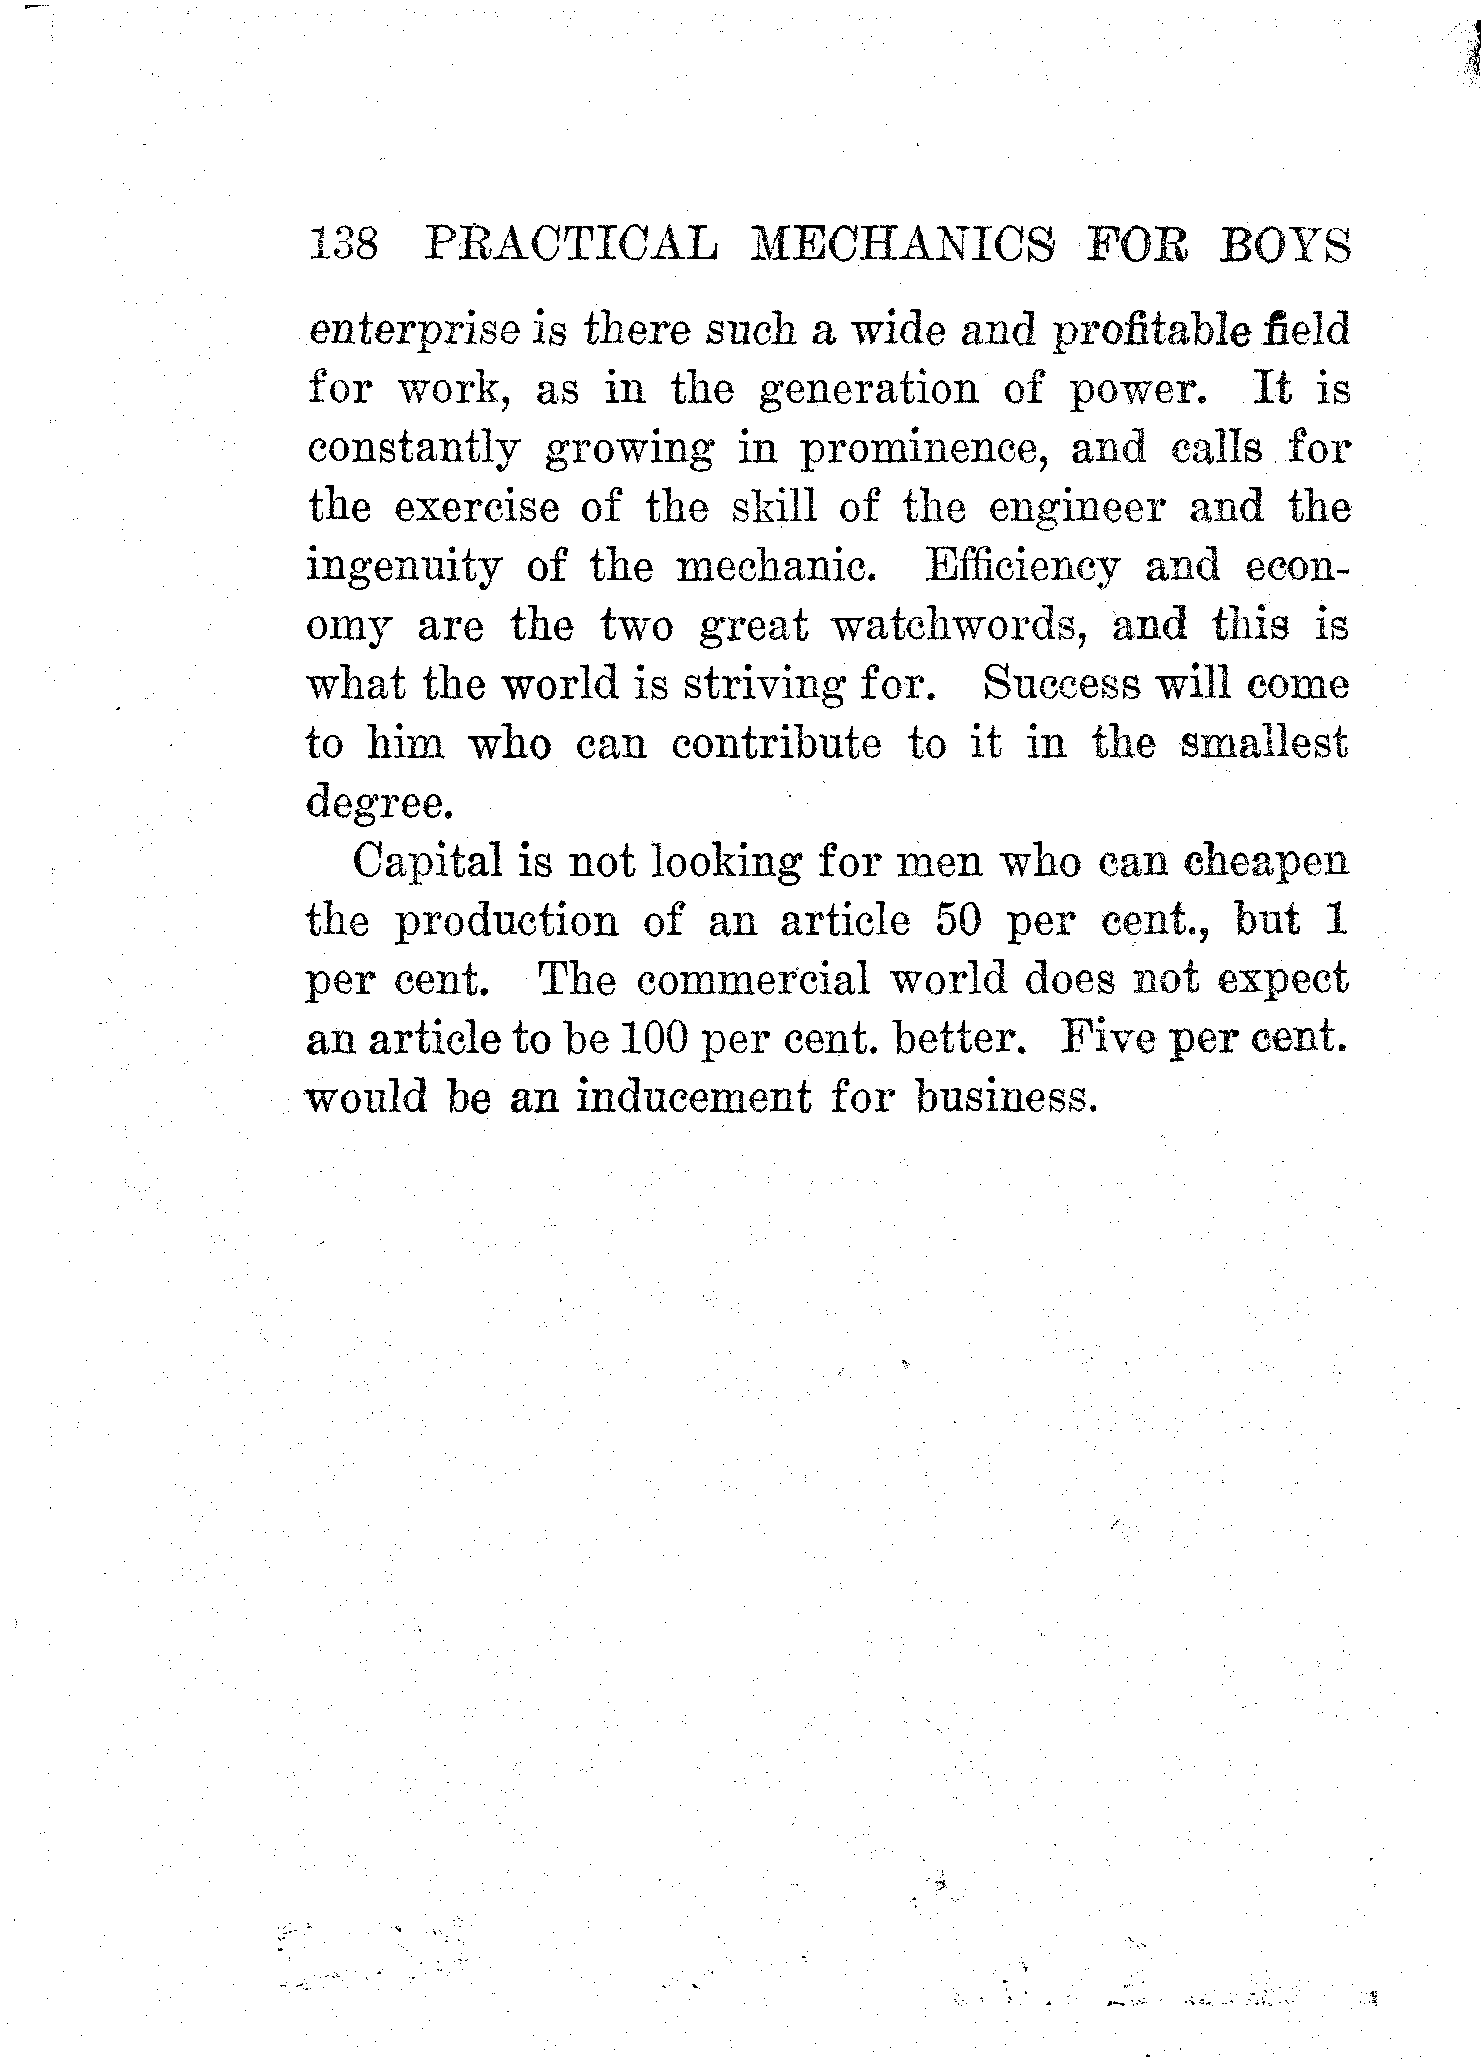 138 PRACTICAL MECHANICS FOR BOYS
enterprise is there such a wide and profitable field
for work, as in the generation of power. It is
constantly growing in prominence, and calls for
the exercise of the skill of the engineer and the
ingenuity of the mechanic. Efficiency and econ-
omy are the two great watchwords, and this is
what the world is striving for. Success will come
to him who can contribute to it in the smallest
degree.
Capital is not looking for men who can cheapen
the production of an article 50 per cent., but 1
per cent. The commercial world does not expect
an article to be 100 per cent. better. Five per cent.
would be an inducement for business.